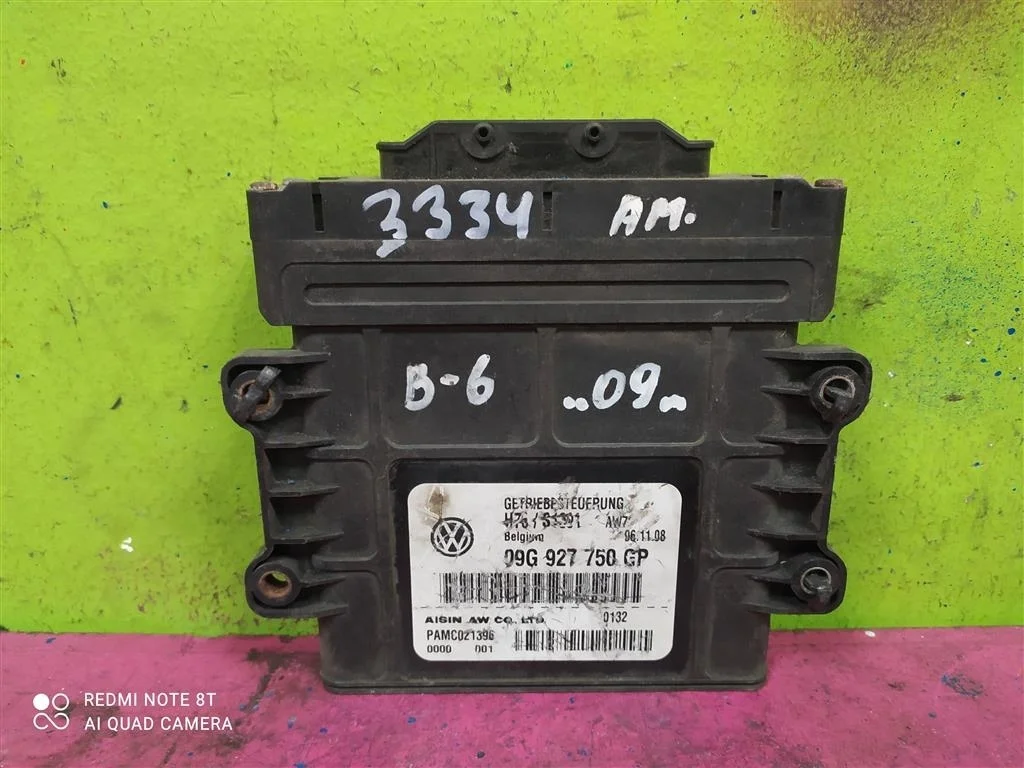 3334 AM.
B-6 „09„
GETRIEBESTEUERUNG
AW7
Belgium 06.11.08
09G 927 750 GP
AISIN AW CO., LTD. 0132
PAMC021396
0000 001
REDMI NOTE 8T
AI QUAD CAMERA